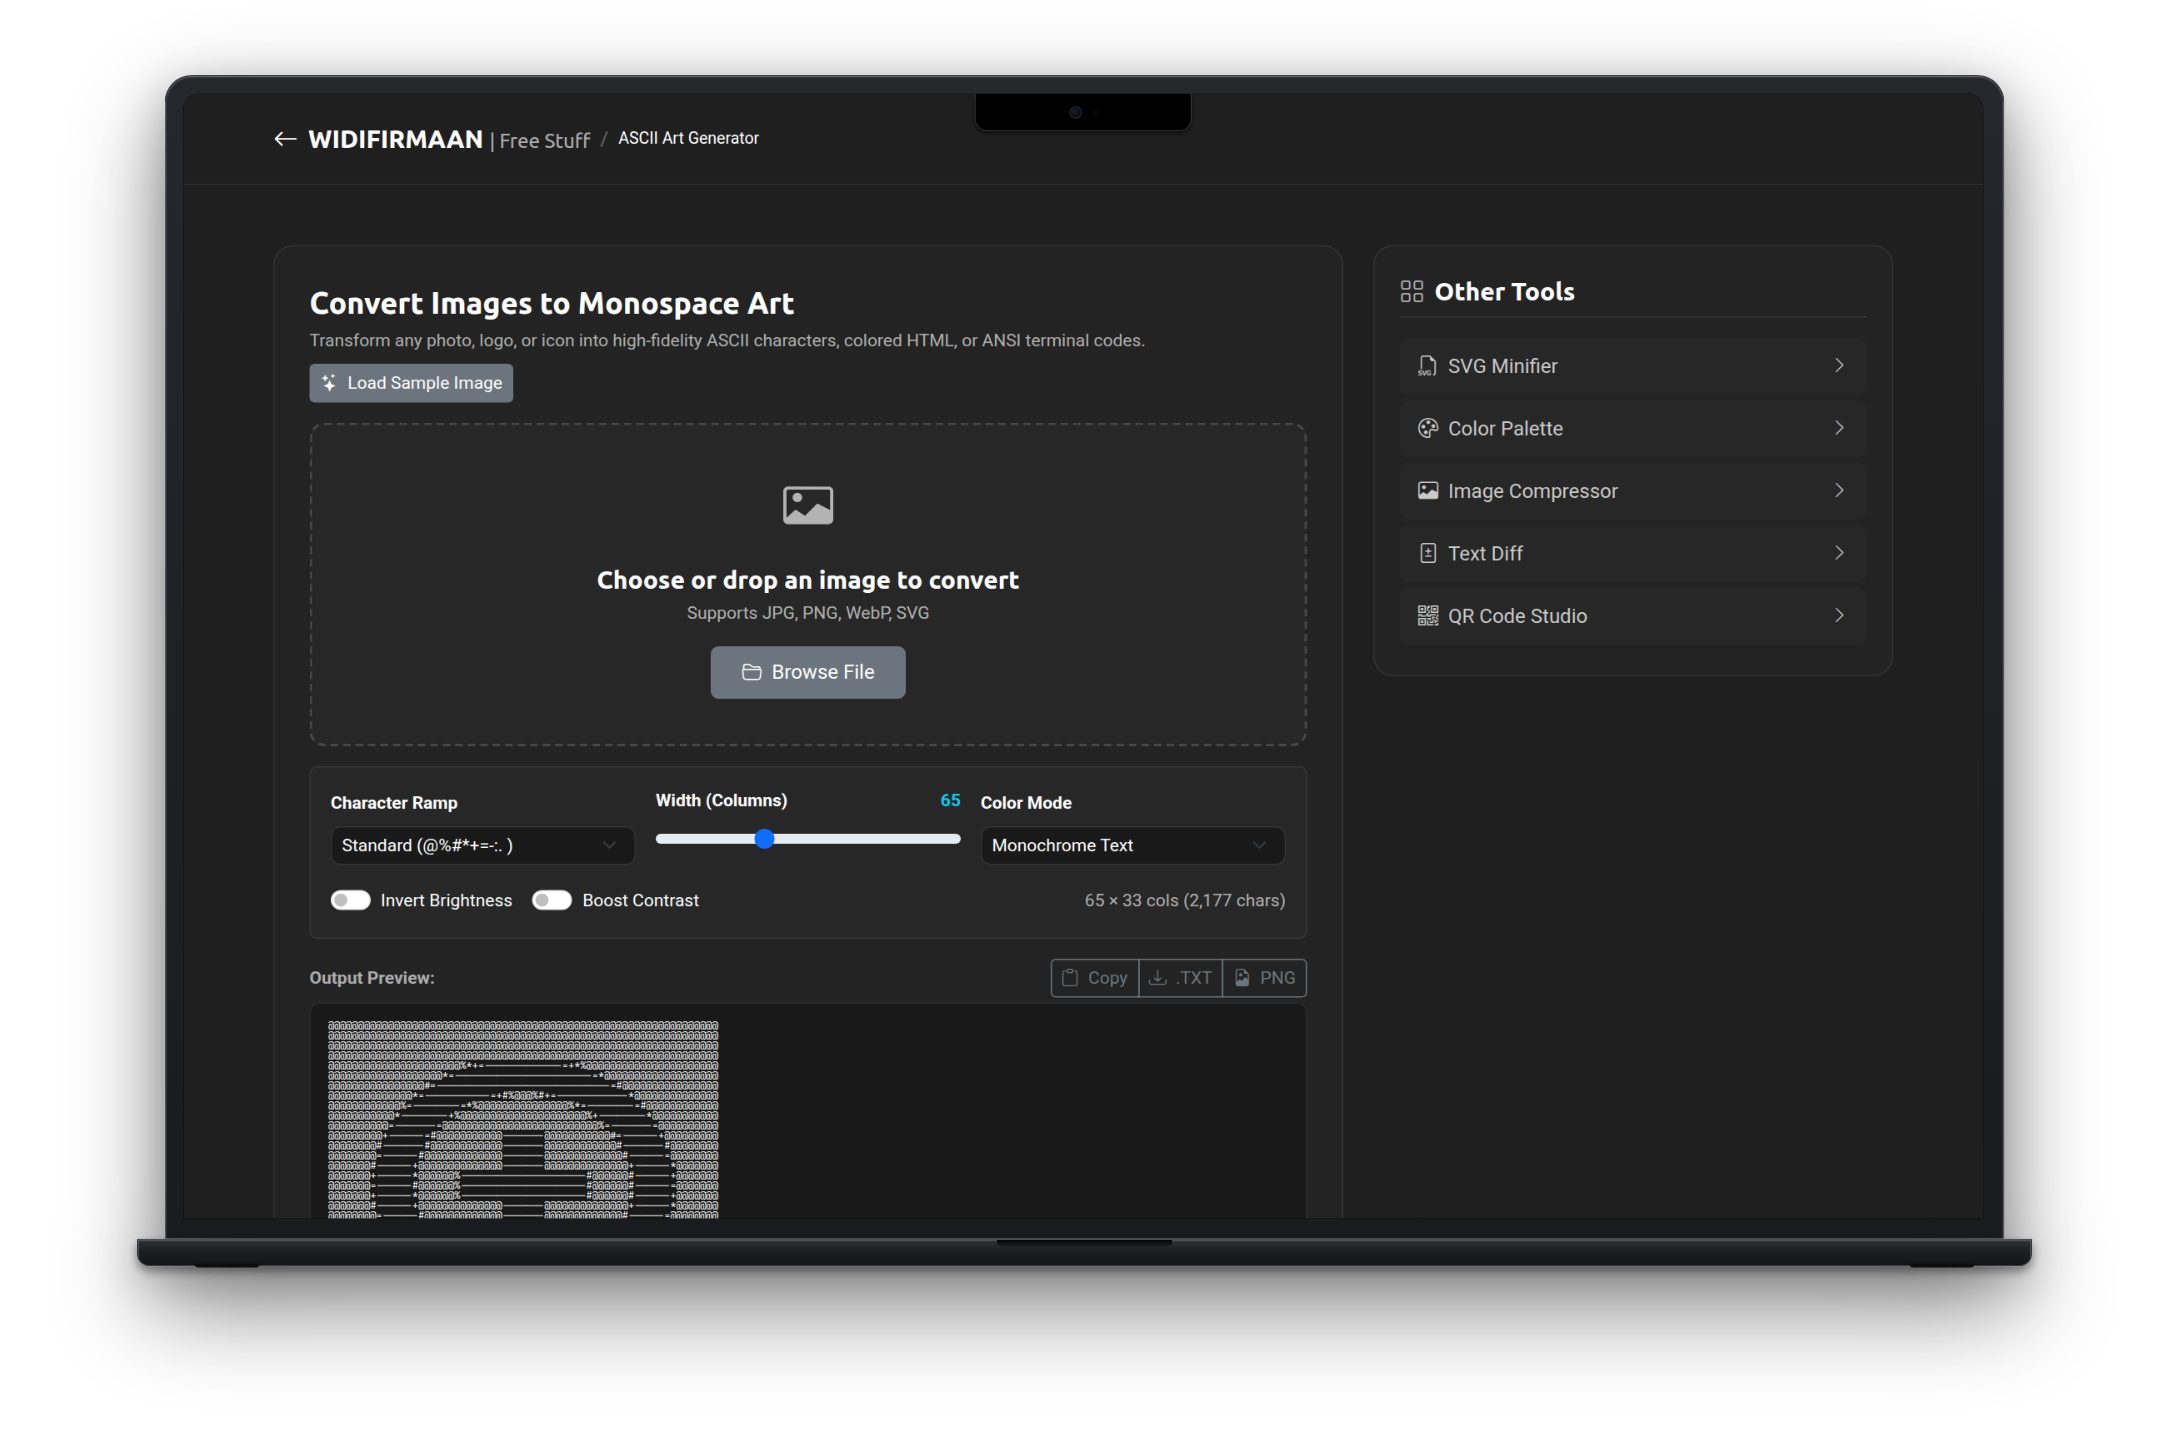 WIDIFIRMAAN | Free Stuff / ASCII Art Generator
Convert Images to Monospace Art
Transform any photo, logo, or icon into high-fidelity ASCII characters, colored HTML, or ANSI terminal codes.
Load Sample Image
Choose or drop an image to convert
Supports JPG, PNG, WebP, SVG
Browse File
Character Ramp
Standard (@%#*+=-:. )
Width (Columns) 65
Color Mode
Monochrome Text
Invert Brightness
Boost Contrast
65 × 33 cols (2,177 chars)
Output Preview:
Copy
.TXT
PNG
Other Tools
SVG Minifier
Color Palette
Image Compressor
Text Diff
QR Code Studio